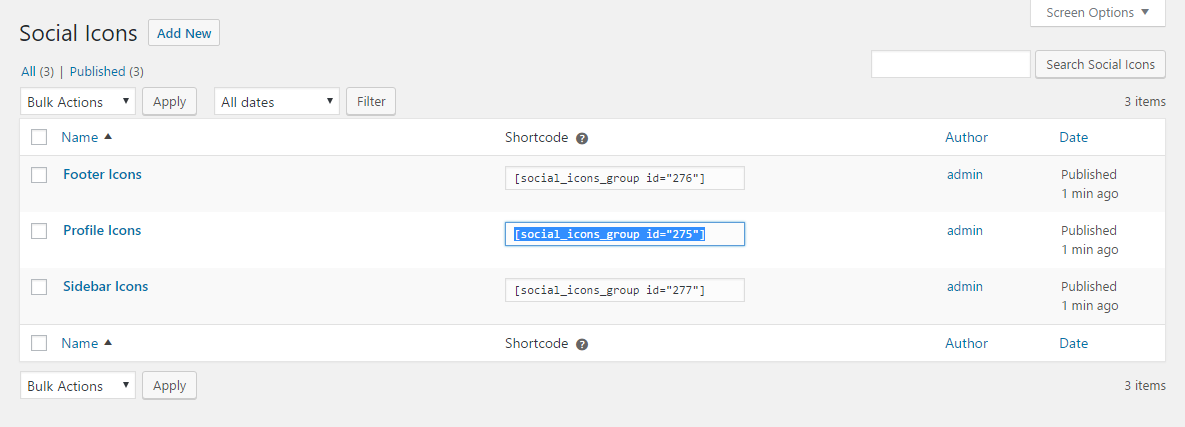 Screen Options ▼
Social Icons Add New
All (3) | Published (3)
Search Social Icons
Bulk Actions Apply All dates Filter 3 items
Name Shortcode ? Author Date
Footer Icons [social_icons_group id="276"] admin Published
1 min ago
Profile Icons [social_icons_group id="275"] admin Published
1 min ago
Sidebar Icons [social_icons_group id="277"] admin Published
1 min ago
Name Shortcode ? Author Date
Bulk Actions Apply 3 items